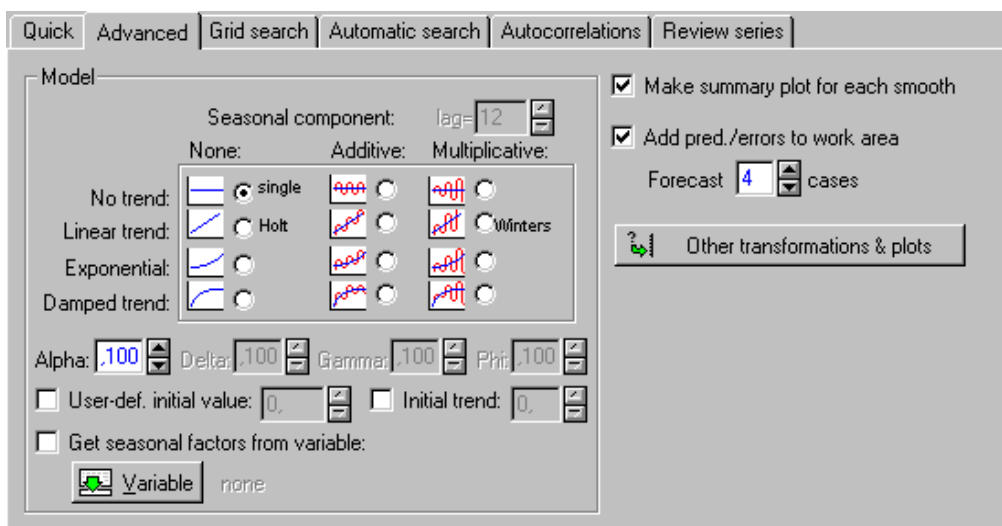 Quick Advanced Grid search Automatic search Autocorrelations Review series
Model
Seasonal component: lag= 12
None: Additive: Multiplicative:
No trend: single
Linear trend: Holt Winters
Exponential:
Damped trend:
Alpha: ,100 Delta: ,100 Gamma: ,100 Phi: ,100
User-def. initial value: 0, Initial trend: 0,
Get seasonal factors from variable:
Variable none
Make summary plot for each smooth
Add pred./errors to work area
Forecast 4 cases
Other transformations & plots